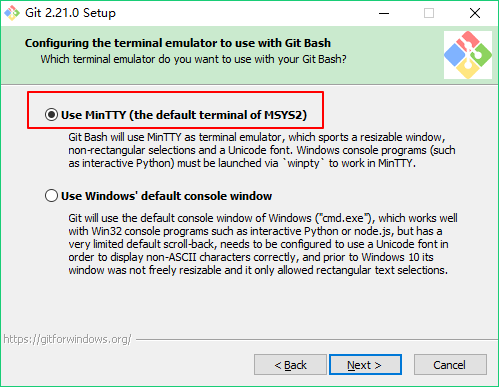 Git 2.21.0 Setup
Configuring the terminal emulator to use with Git Bash
Which terminal emulator do you want to use with your Git Bash?
Use MinTTY (the default terminal of MSYS2)
Git Bash will use MinTTY as terminal emulator, which sports a resizable window,
non-rectangular selections and a Unicode font. Windows console programs (such
as interactive Python) must be launched via `winpty` to work in MinTTY.
Use Windows' default console window
Git will use the default console window of Windows ("cmd.exe"), which works well
with Win32 console programs such as interactive Python or node.js, but has a
very limited default scroll-back, needs to be configured to use a Unicode font in
order to display non-ASCII characters correctly, and prior to Windows 10 its
window was not freely resizable and it only allowed rectangular text selections.
https://gitforwindows.org/
< Back
Next >
Cancel